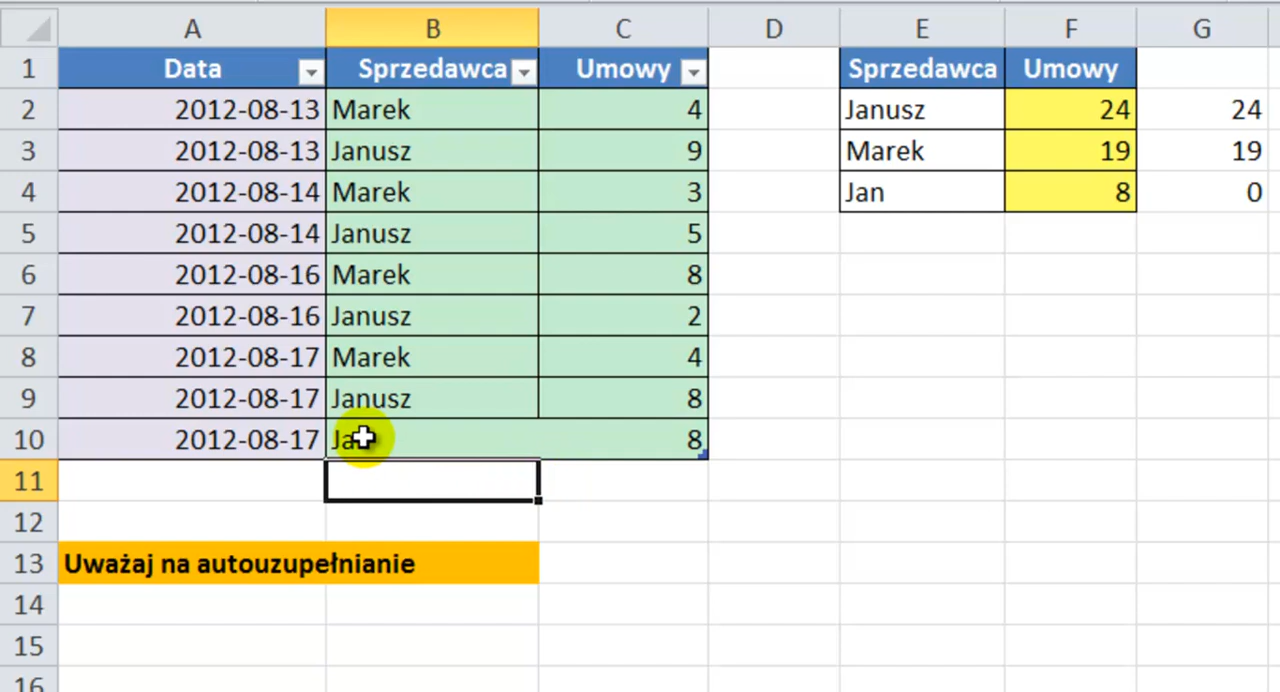 A B C D E F G
1 Data Sprzedawca Umowy Sprzedawca Umowy
2 2012-08-13 Marek 4 Janusz 24 24
3 2012-08-13 Janusz 9 Marek 19 19
4 2012-08-14 Marek 3 Jan 8 0
5 2012-08-14 Janusz 5
6 2012-08-16 Marek 8
7 2012-08-16 Janusz 2
8 2012-08-17 Marek 4
9 2012-08-17 Janusz 8
10 2012-08-17 8
11
12
13 Uważaj na autouzupełnianie
14
15
16